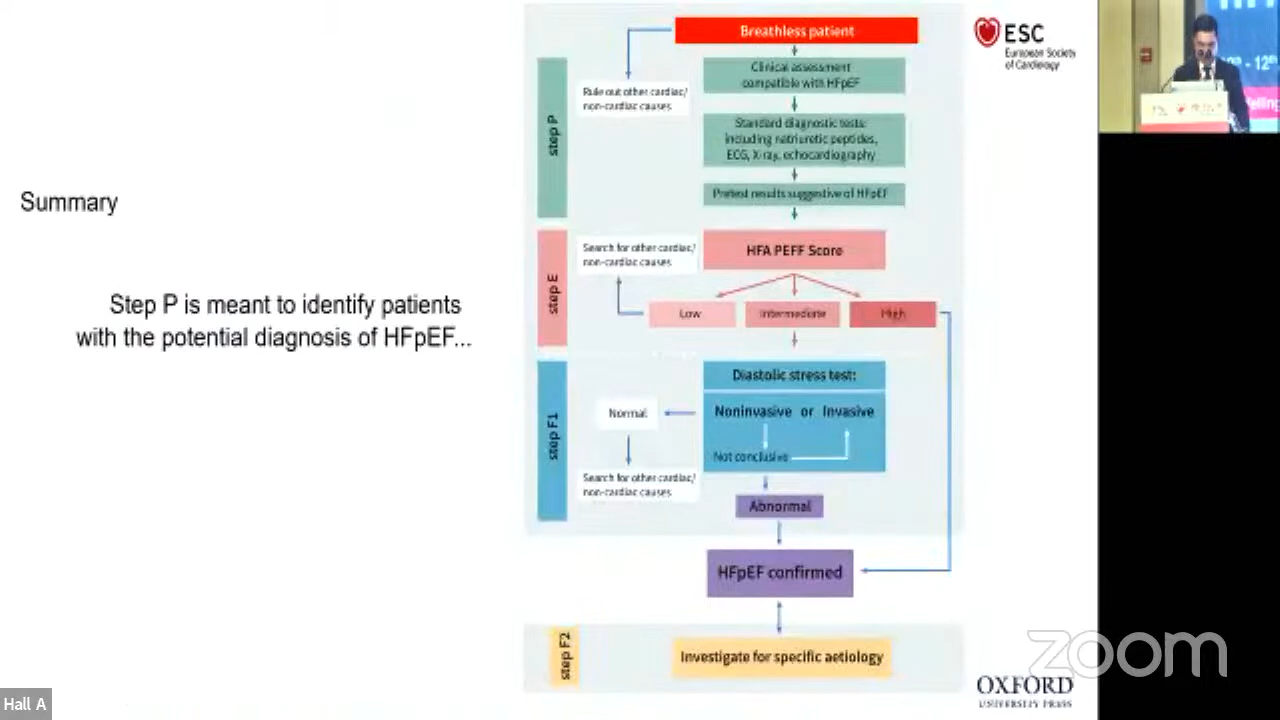 Breathless patient
ESC
European Society
of Cardiology
Clinical assessment
compatible with HFpEF
Rule out other cardiac/
non-cardiac causes
step P
Standard diagnostic tests:
including natriuretic peptides,
ECG, X-ray, echocardiography
Pretest results suggestive of HFpEF
Summary
Step P is meant to identify patients
with the potential diagnosis of HFpEF...
step E
Search for other cardiac/
non-cardiac causes
HFA PEFF Score
Low
Intermediate
High
step F1
Diastolic stress test:
Normal
Noninvasive or Invasive
Not conclusive
Search for other cardiac/
non-cardiac causes
Abnormal
HFpEF confirmed
step F2
Investigate for specific aetiology
zoom
OXFORD
UNIVERSITY PRESS
Hall A